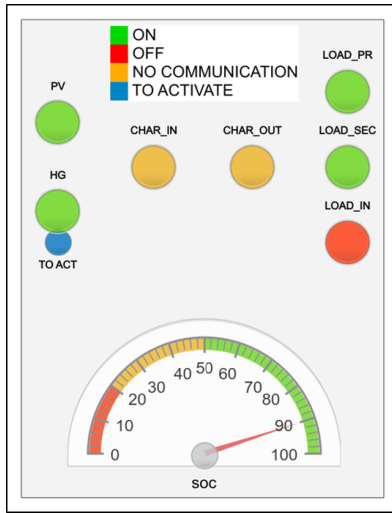 ON
OFF
NO COMMUNICATION
TO ACTIVATE
LOAD_PR
PV
CHAR_IN
CHAR_OUT
LOAD_SEC
HG
LOAD_IN
TO ACT
0
10
20
30
40
50
60
70
80
90
100
SOC